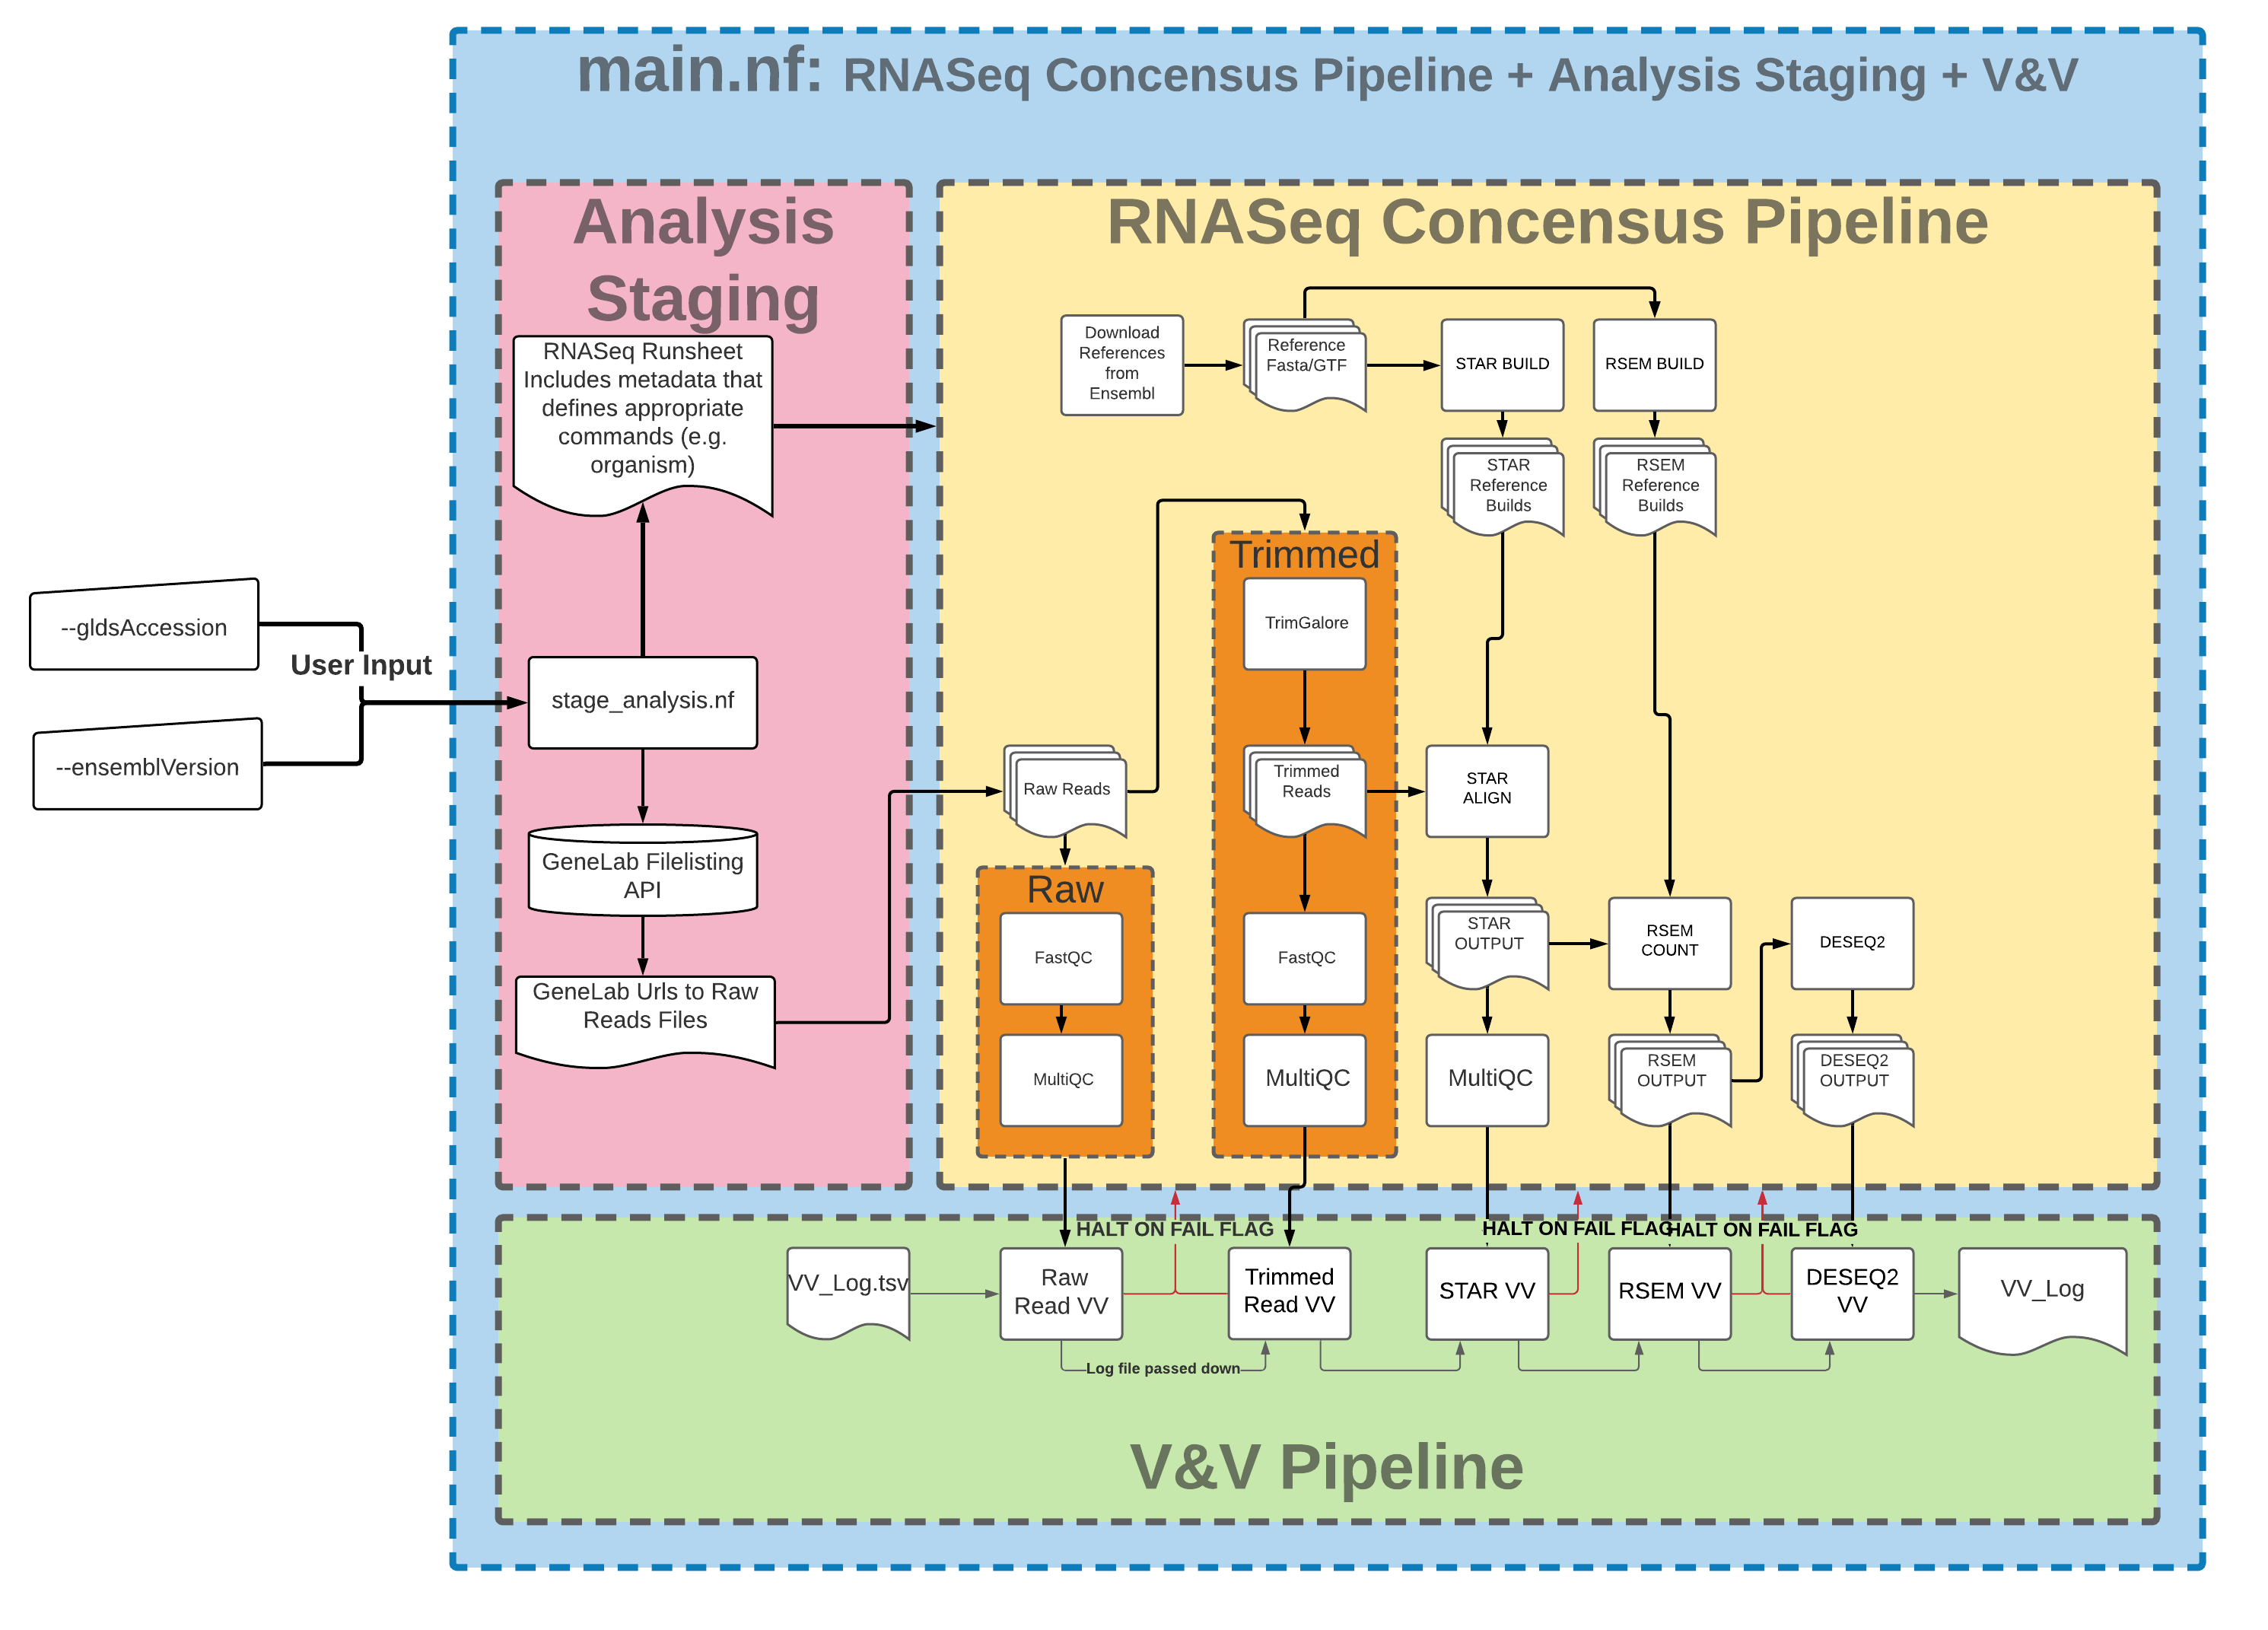 main.nf: RNASeq Concensus Pipeline + Analysis Staging + V&V
Analysis
Staging
RNASeq Runsheet
Includes metadata that
defines appropriate
commands (e.g.
organism)
--gldsAccession
User Input
--ensemblVersion
stage_analysis.nf
GeneLab Filelisting
API
GeneLab Urls to Raw
Reads Files
RNASeq Concensus Pipeline
Download
References
from
Ensembl
Reference
Fasta/GTF
STAR BUILD
RSEM BUILD
STAR
Reference
Builds
RSEM
Reference
Builds
Trimmed
TrimGalore
Raw Reads
Trimmed
Reads
STAR
ALIGN
Raw
FastQC
MultiQC
FastQC
MultiQC
STAR
OUTPUT
MultiQC
RSEM
COUNT
RSEM
OUTPUT
DESEQ2
DESEQ2
OUTPUT
HALT ON FAIL FLAG
HALT ON FAIL FLAG
HALT ON FAIL FLAG
VV_Log.tsv
Raw
Read VV
Trimmed
Read VV
STAR VV
RSEM VV
DESEQ2
VV
VV_Log
Log file passed down
V&V Pipeline